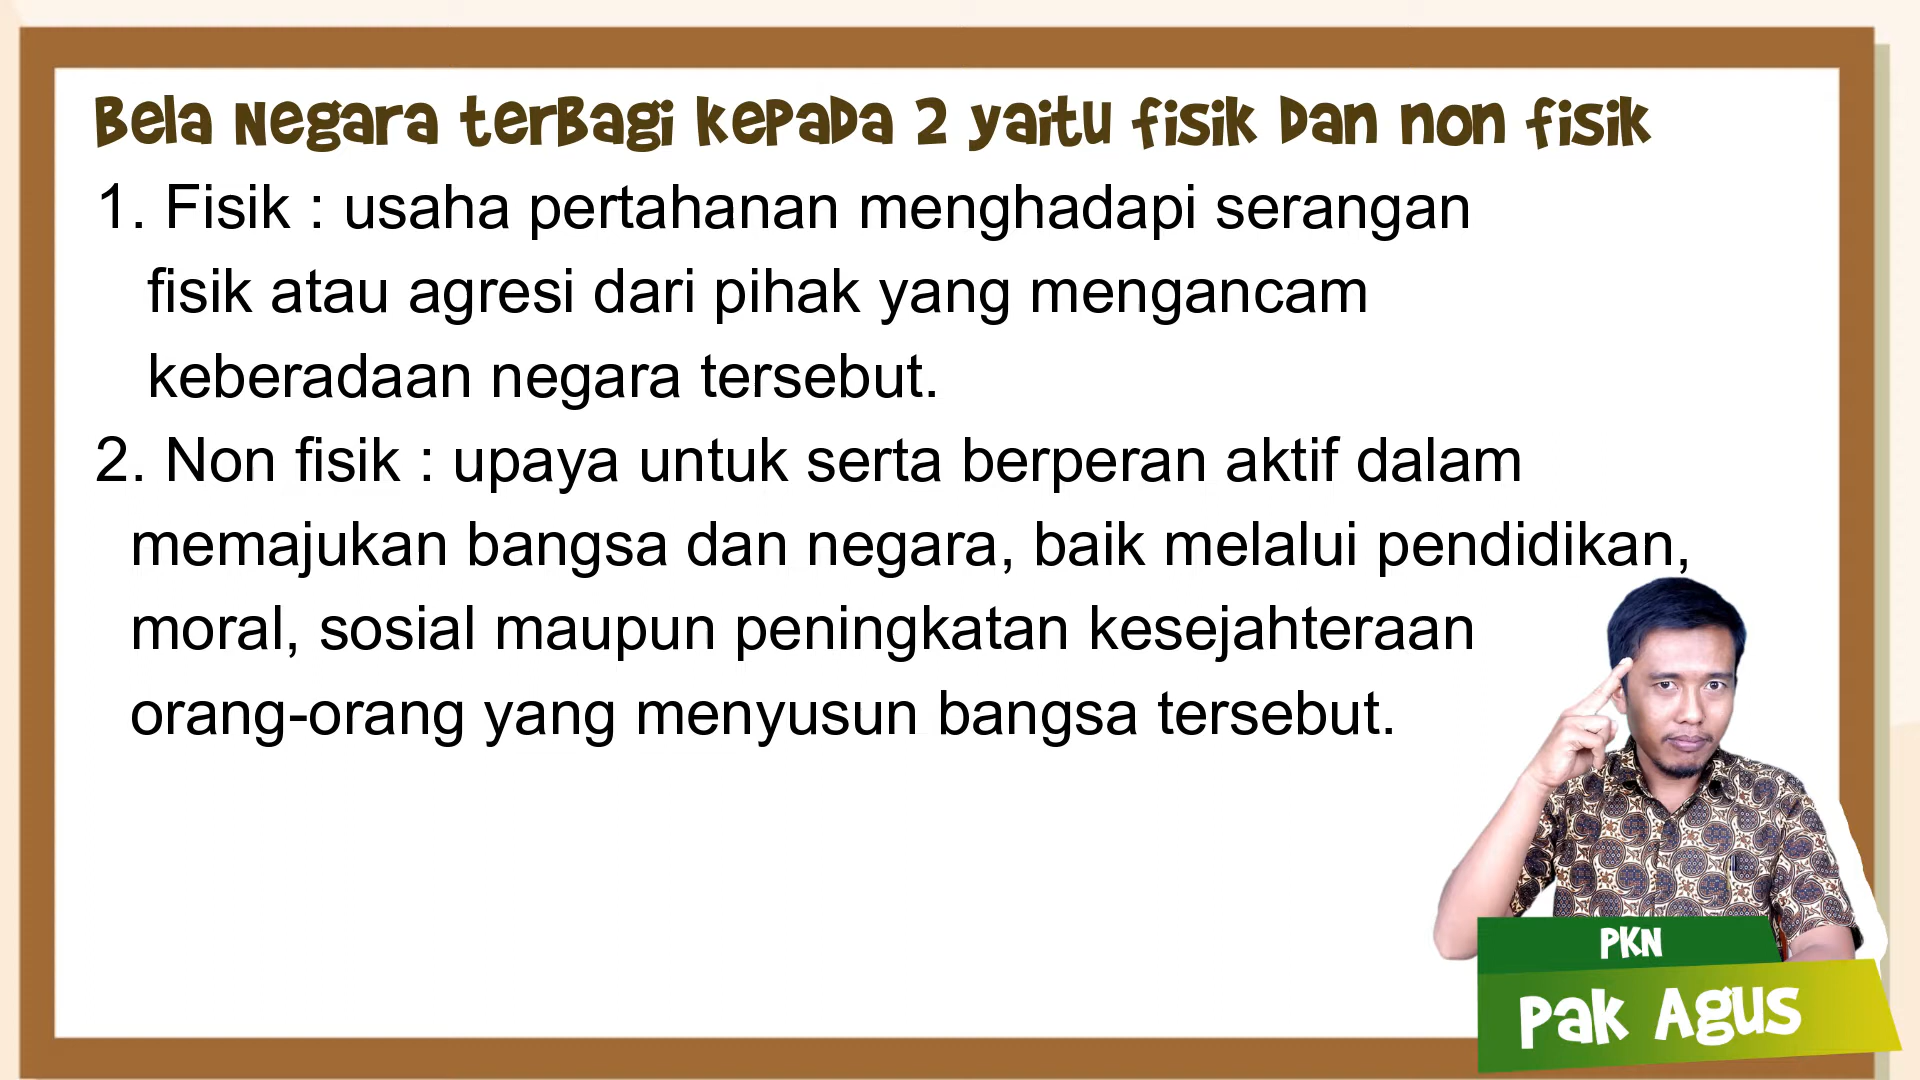 Bela Negara terbagi kepada 2 yaitu fisik dan non fisik
1. Fisik : usaha pertahanan menghadapi serangan
fisik atau agresi dari pihak yang mengancam
keberadaan negara tersebut.
2. Non fisik : upaya untuk serta berperan aktif dalam
memajukan bangsa dan negara, baik melalui pendidikan,
moral, sosial maupun peningkatan kesejahteraan
orang-orang yang menyusun bangsa tersebut.
PKN
Pak Agus